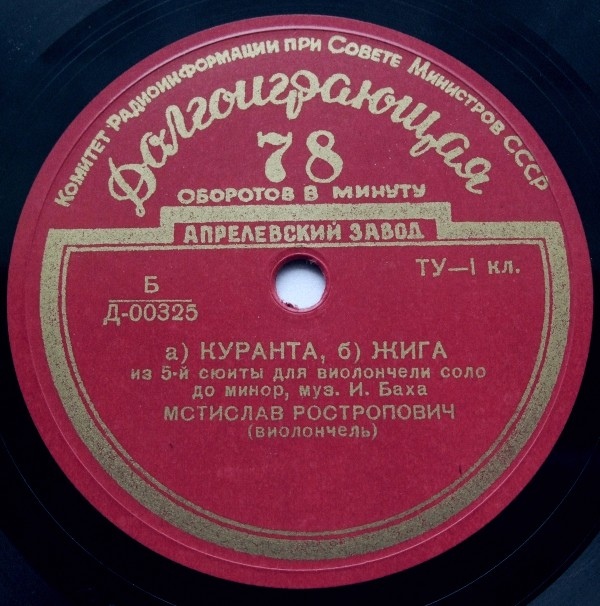 Комитет Радиоинформации при Совете Министров СССР
Долгоиграющая
78
ОБОРОТОВ В МИНУТУ
АПРЕЛЕВСКИЙ ЗАВОД
Б
Д-00325
ТУ—I кл.
а) КУРАНТА, б) ЖИГА
из 5-й сюиты для виолончели соло
до минор, муз. И. Баха
МСТИСЛАВ РОСТРОПОВИЧ
(виолончель)